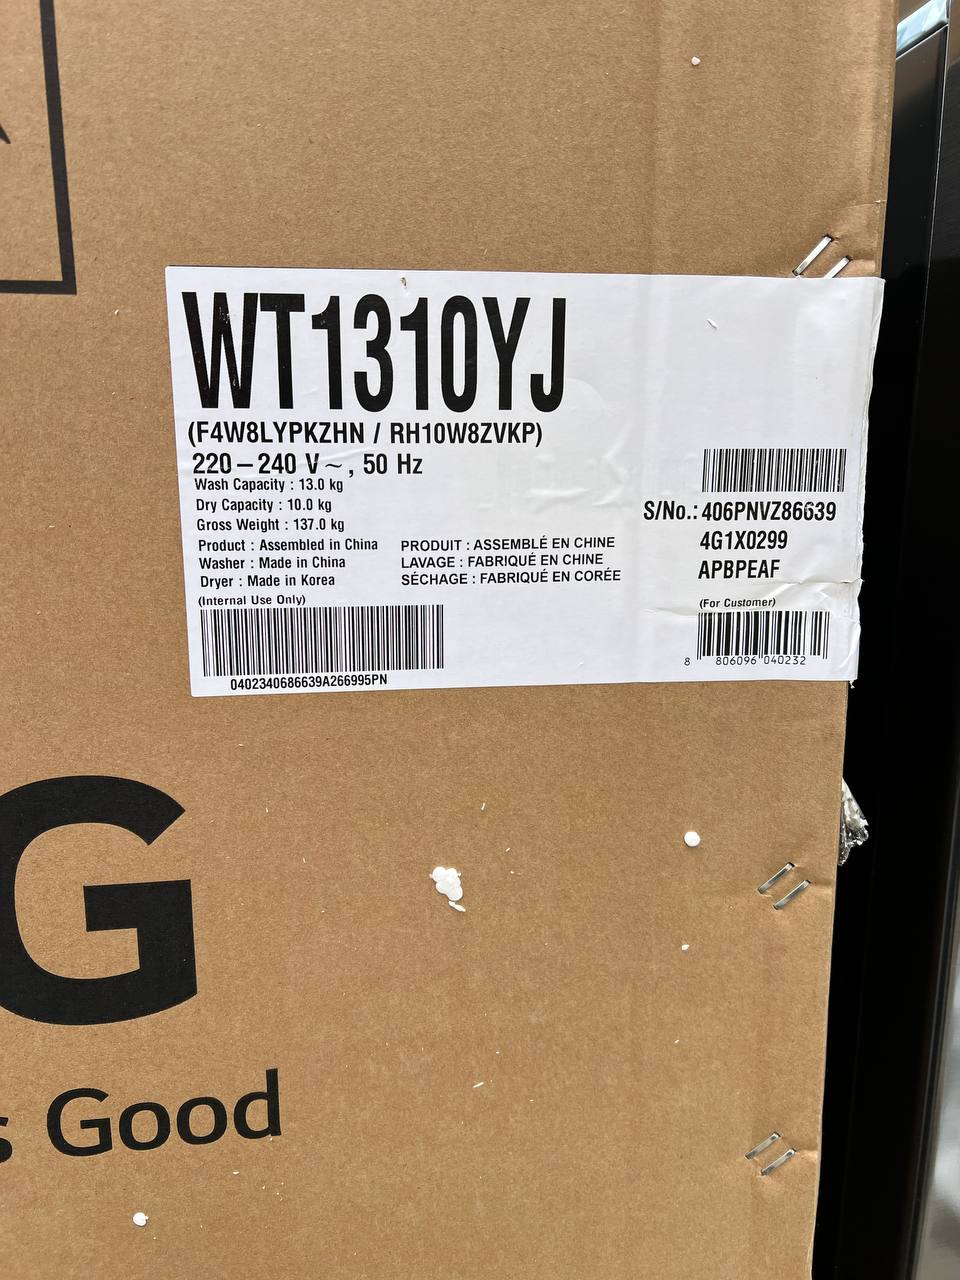 WT1310YJ
(F4W8LYPKZHN / RH10W8ZVKP)
220–240 V~, 50 Hz
Wash Capacity : 13.0 kg
Dry Capacity : 10.0 kg
Gross Weight : 137.0 kg
Product : Assembled in China
Washer : Made in China
Dryer : Made in Korea
PRODUIT : ASSEMBLÉ EN CHINE
LAVAGE : FABRIQUÉ EN CHINE
SÉCHAGE : FABRIQUÉ EN CORÉE
(Internal Use Only)
0402340686639A266995PN
S/No.: 406PNVZ86639
4G1X0299
APBPEAF
(For Customer)
8 806096 040232
G
s Good